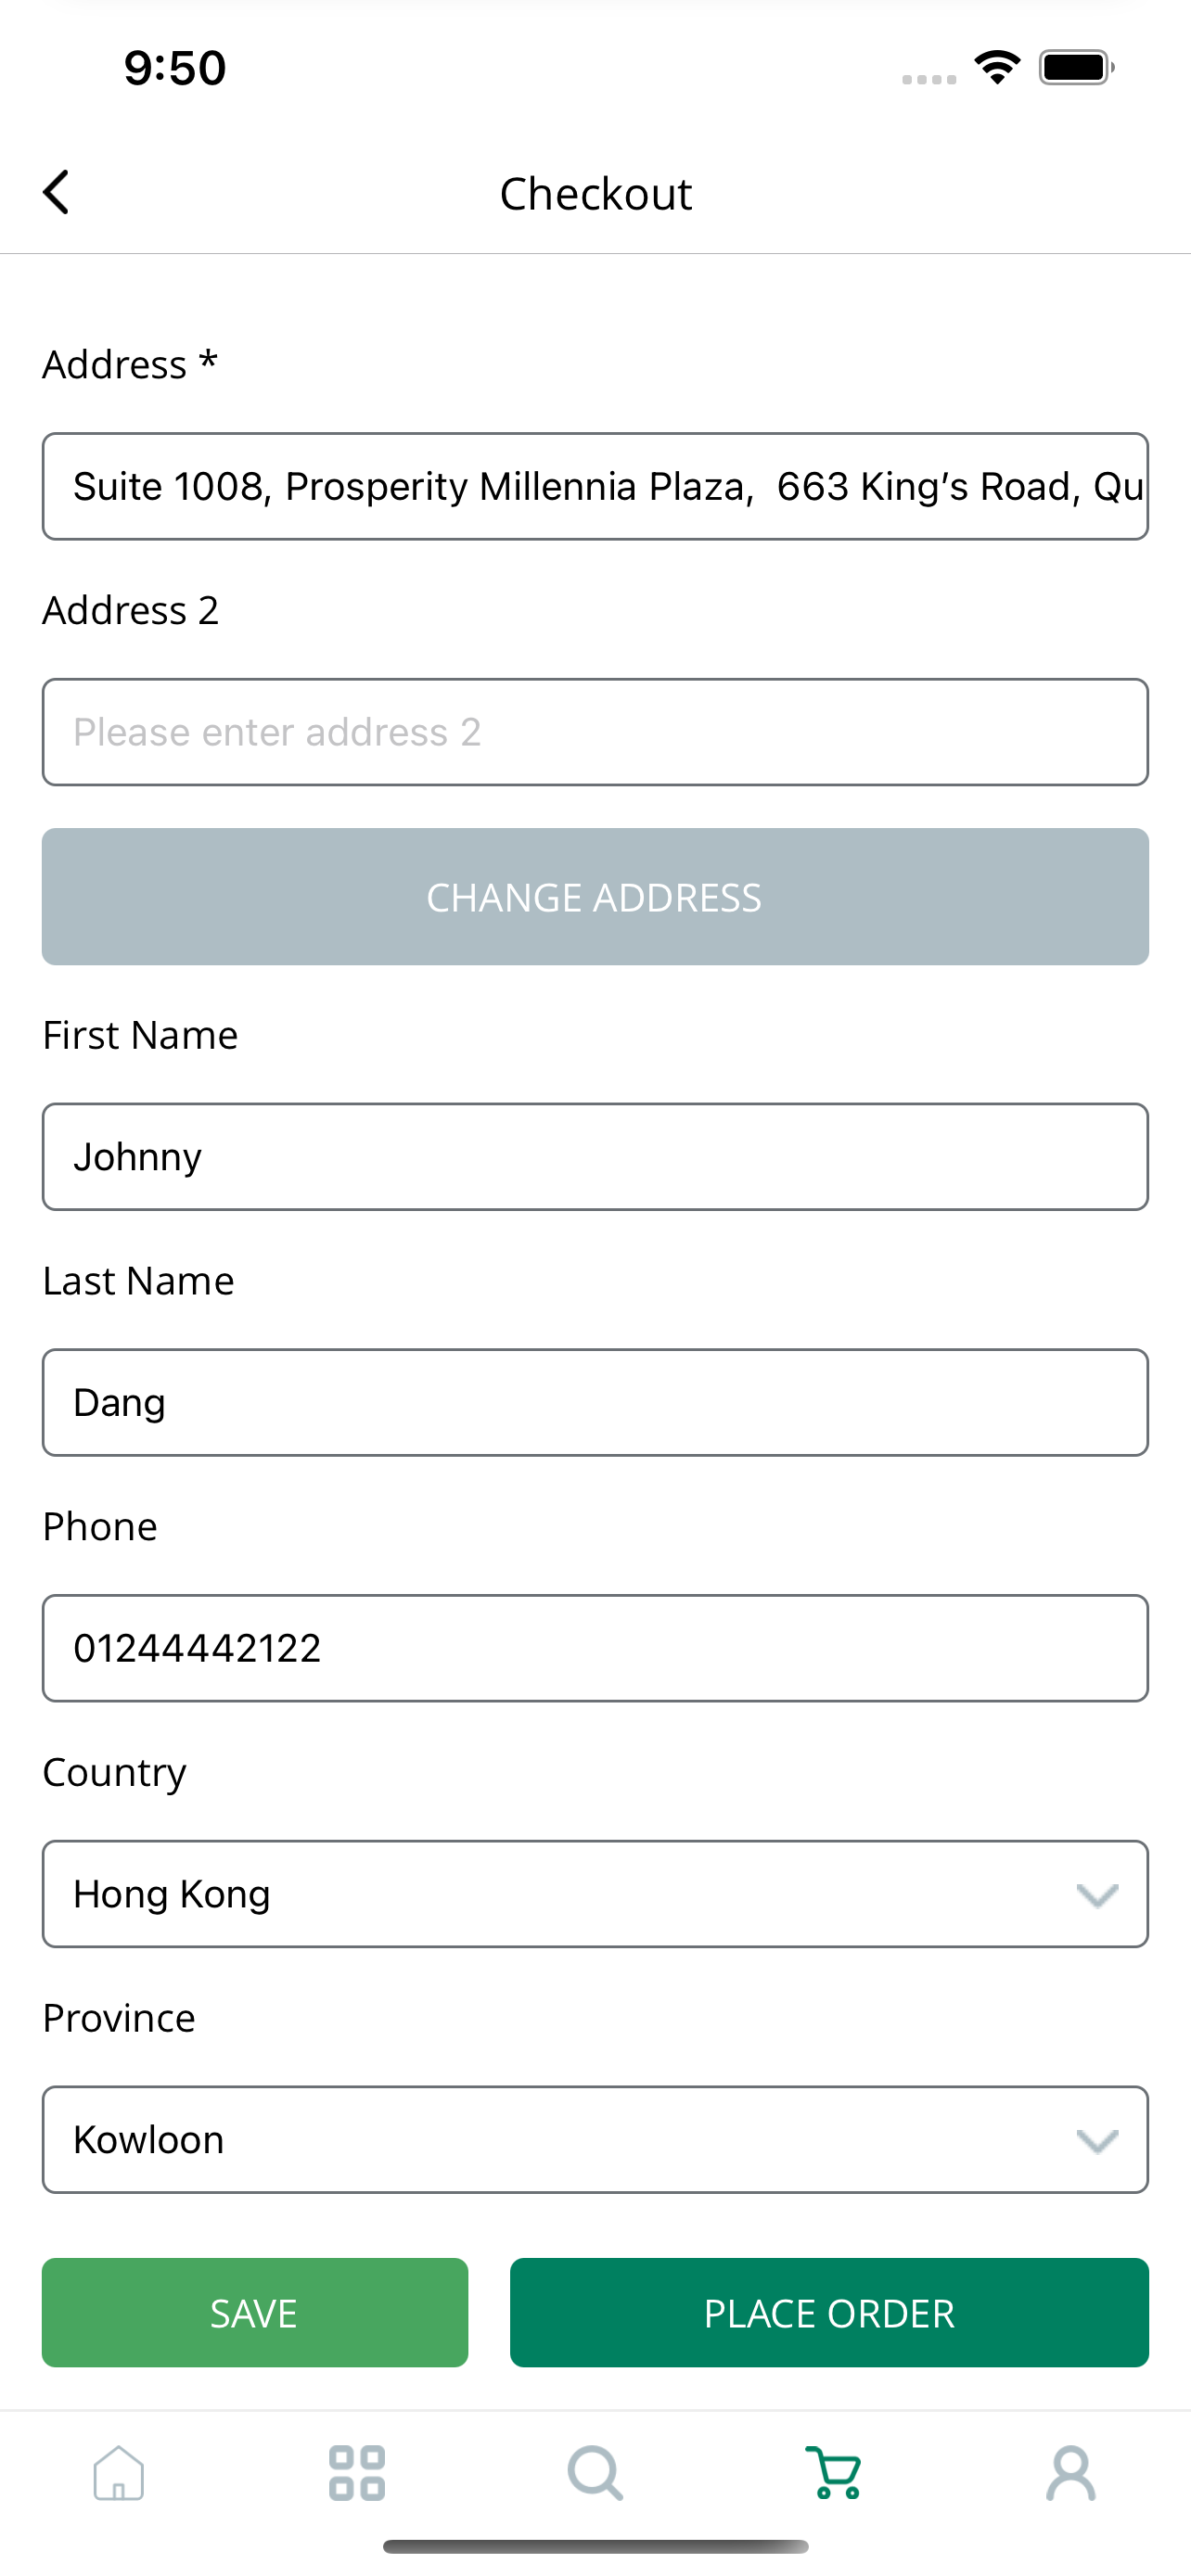 9:50
Checkout
Address *
Suite 1008, Prosperity Millennia Plaza,  663 King’s Road, Qu
Address 2
Please enter address 2
CHANGE ADDRESS
First Name
Johnny
Last Name
Dang
Phone
01244442122
Country
Hong Kong
Province
Kowloon
SAVE
PLACE ORDER